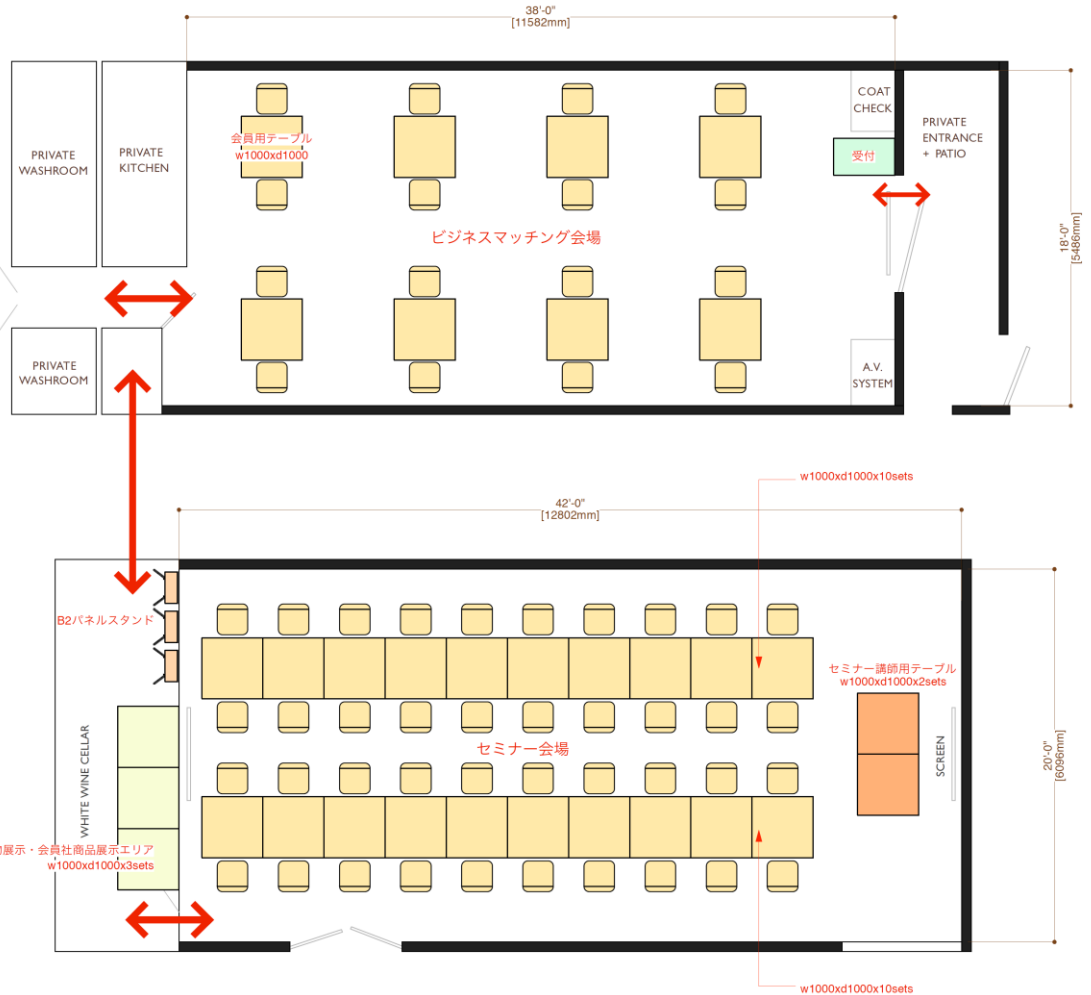 38'-0"
[11582mm]
PRIVATE
WASHROOM
PRIVATE
KITCHEN
会員用テーブル
w1000xd1000
COAT
CHECK
受付
PRIVATE
ENTRANCE
+ PATIO
ビジネスマッチング会場
18'-0"
[5486mm]
PRIVATE
WASHROOM
A.V.
SYSTEM
w1000xd1000x10sets
42'-0"
[12802mm]
B2パネルスタンド
セミナー講師用テーブル
w1000xd1000x2sets
セミナー会場
WHITE WINE CELLAR
SCREEN
20'-0"
[6096mm]
展示・会員社商品展示エリア
w1000xd1000x3sets
w1000xd1000x10sets